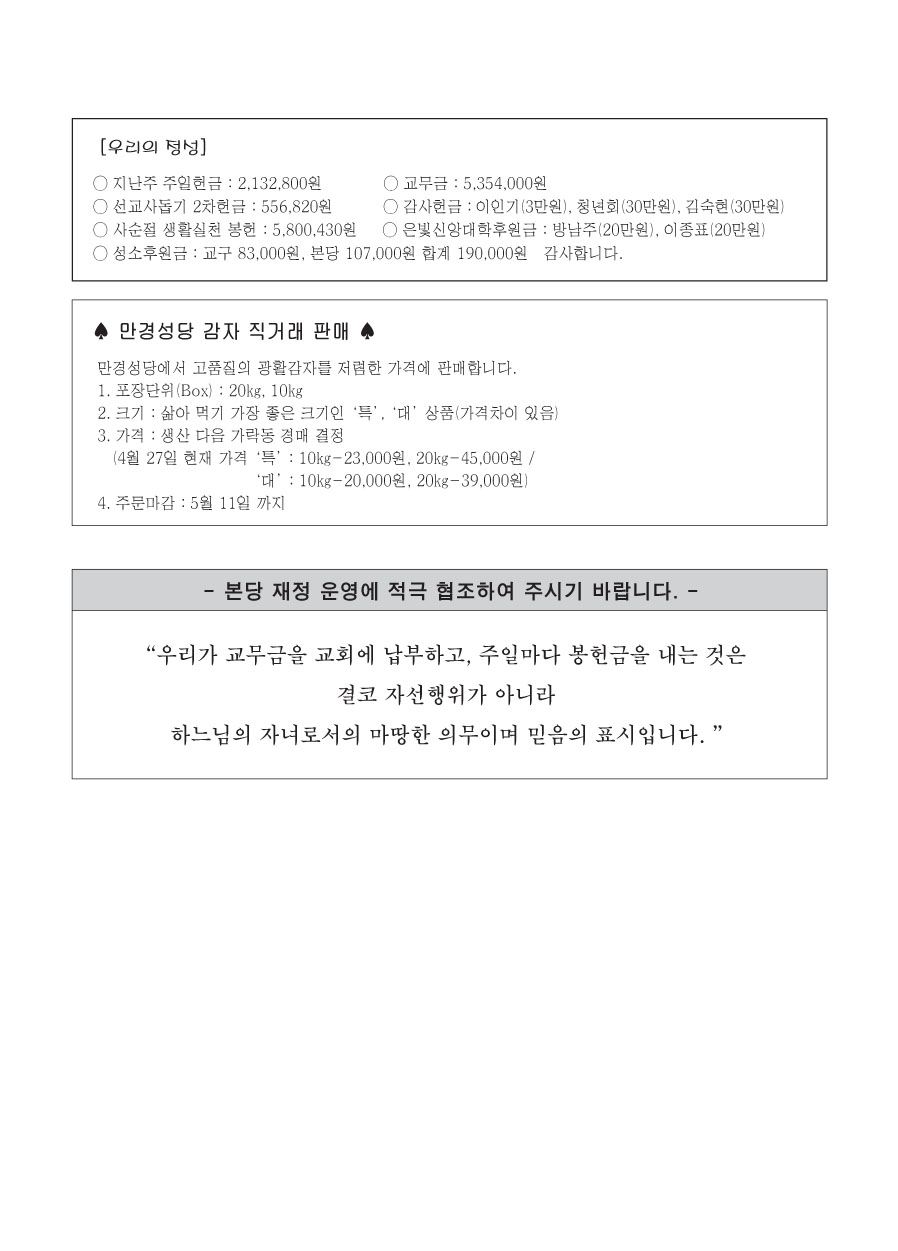 [우리의 정성]
○ 지난주 주일헌금 : 2,132,800원 ○ 교무금 : 5,354,000원
○ 선교사돕기 2차헌금 : 556,820원 ○ 감사헌금 : 이인기(3만원), 청년회(30만원), 김숙현(30만원)
○ 사순절 생활실천 봉헌 : 5,800,430원 ○ 은빛신앙대학후원금 : 방남주(20만원), 이종표(20만원)
○ 성소후원금 : 교구 83,000원, 본당 107,000원 합계 190,000원 감사합니다.
♠ 만경성당 감자 직거래 판매 ♠
만경성당에서 고품질의 광활감자를 저렴한 가격에 판매합니다.
1. 포장단위(Box) : 20㎏, 10㎏
2. 크기 : 삶아 먹기 가장 좋은 크기인 ‘특’, ‘대’ 상품(가격차이 있음)
3. 가격 : 생산 다음 가락동 경매 결정
(4월 27일 현재 가격 ‘특’ : 10㎏-23,000원, 20㎏-45,000원 /
‘대’ : 10㎏-20,000원, 20㎏-39,000원)
4. 주문마감 : 5월 11일 까지
- 본당 재정 운영에 적극 협조하여 주시기 바랍니다. -
“우리가 교무금을 교회에 납부하고, 주일마다 봉헌금을 내는 것은
결코 자선행위가 아니라
하느님의 자녀로서의 마땅한 의무이며 믿음의 표시입니다. ”